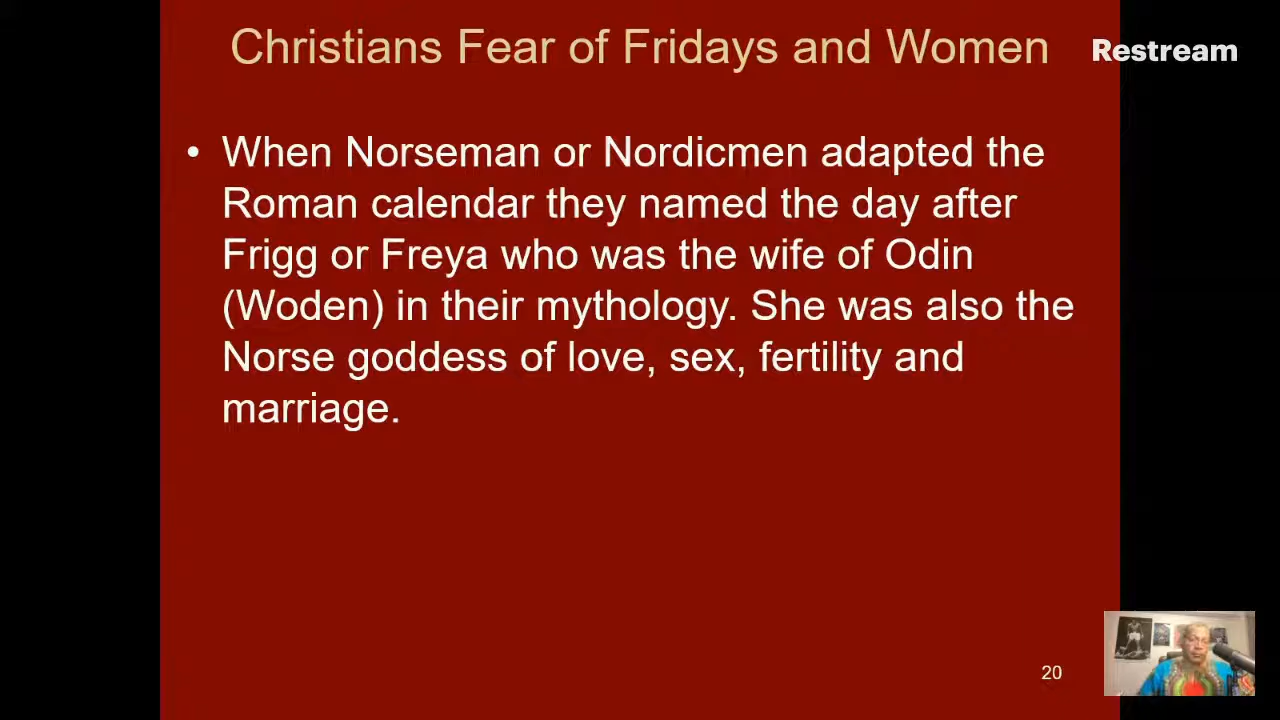 Christians Fear of Fridays and Women
Restream
• When Norseman or Nordicmen adapted the
Roman calendar they named the day after
Frigg or Freya who was the wife of Odin
(Woden) in their mythology. She was also the
Norse goddess of love, sex, fertility and
marriage.
20